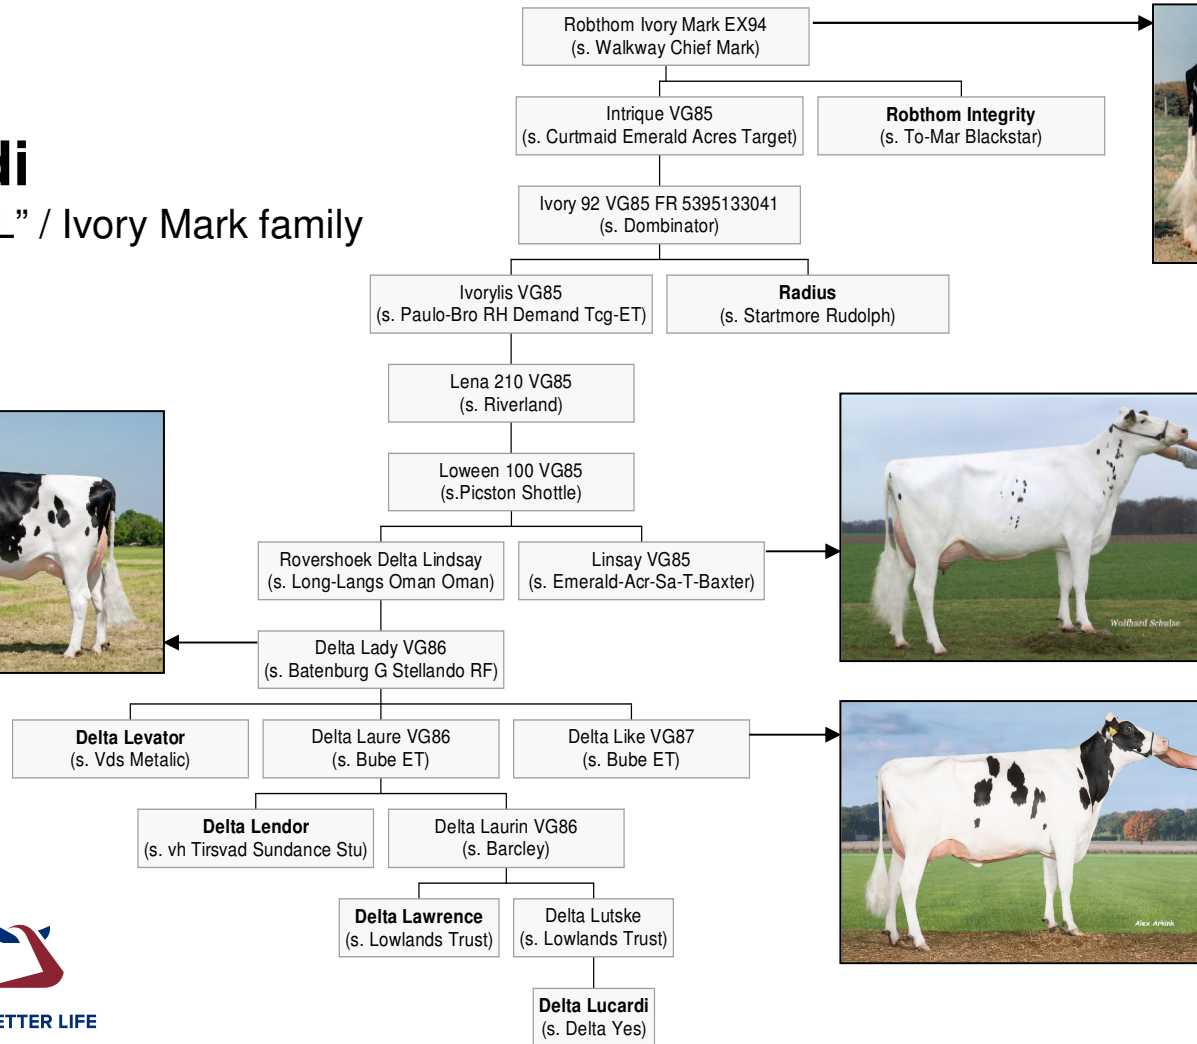 Robthom Ivory Mark EX94
(s. Walkway Chief Mark)
Intrique VG85
(s. Curtmaid Emerald Acres Target)
Robthom Integrity
(s. To-Mar Blackstar)
di
L” / Ivory Mark family
Ivory 92 VG85 FR 5395133041
(s. Dombinator)
Ivorylis VG85
(s. Paulo-Bro RH Demand Tcg-ET)
Radius
(s. Startmore Rudolph)
Lena 210 VG85
(s. Riverland)
Loween 100 VG85
(s.Picston Shottle)
Rovershoek Delta Lindsay
(s. Long-Langs Oman Oman)
Linsay VG85
(s. Emerald-Acr-Sa-T-Baxter)
Wolfhard Schulze
Delta Lady VG86
(s. Batenburg G Stellando RF)
Delta Levator
(s. Vds Metalic)
Delta Laure VG86
(s. Bube ET)
Delta Like VG87
(s. Bube ET)
Delta Lendor
(s. vh Tirsvad Sundance Stu)
Delta Laurin VG86
(s. Barcley)
Delta Lawrence
(s. Lowlands Trust)
Delta Lutske
(s. Lowlands Trust)
Alex Arkink
Delta Lucardi
(s. Delta Yes)
ETTER LIFE